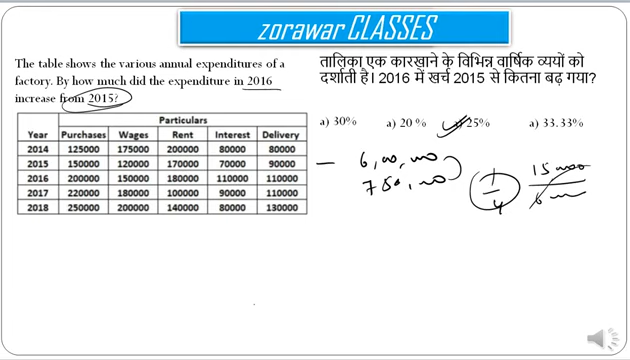 zorawar CLASSES
The table shows the various annual expenditures of a
factory. By how much did the expenditure in 2016
increase from 2015?
तालिका एक कारखाने के विभिन्न वार्षिक व्ययों को
दर्शाती है। 2016 में खर्च 2015 से कितना बढ़ गया?
a) 30% a) 20 % 25% a) 33.33%
Particulars
Year Purchases Wages Rent Interest Delivery
2014 125000 175000 200000 80000 80000
2015 150000 120000 170000 70000 90000
2016 200000 150000 180000 110000 110000
2017 220000 180000 100000 90000 110000
2018 250000 200000 140000 80000 130000
6,00,000
750,000
1
4